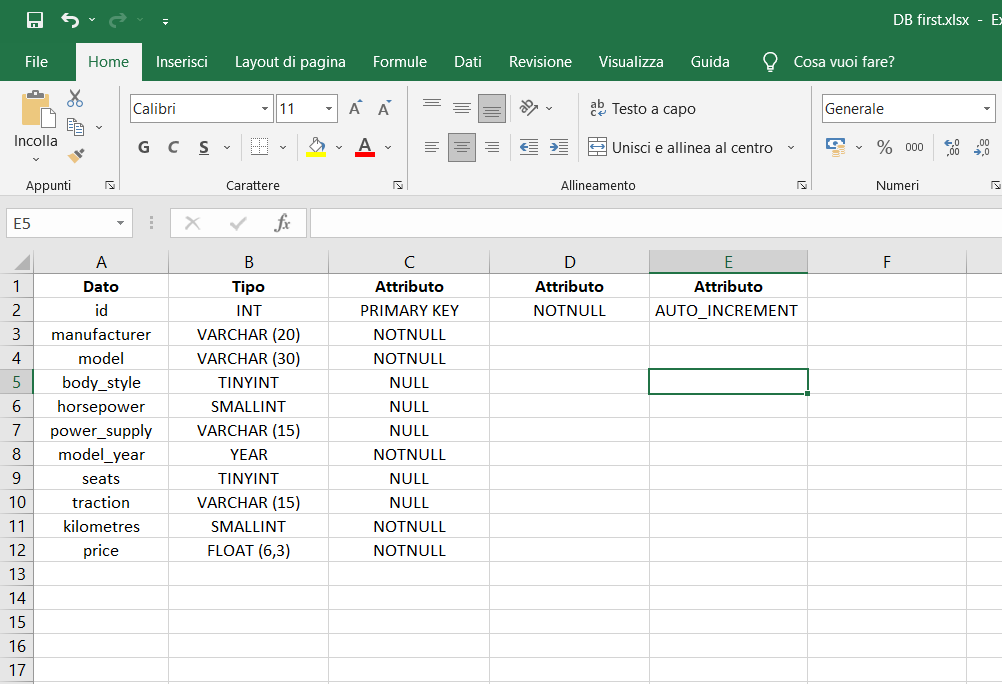 DB first.xlsx - Ex
File Home Inserisci Layout di pagina Formule Dati Revisione Visualizza Guida Cosa vuoi fare?
Calibri 11 A A ab Testo a capo Generale
Incolla G C S A Unisci e allinea al centro % 000
Appunti Carattere Allineamento Numeri
E5 fx
A B C D E F
1 Dato Tipo Attributo Attributo Attributo
2 id INT PRIMARY KEY NOTNULL AUTO_INCREMENT
3 manufacturer VARCHAR (20) NOTNULL
4 model VARCHAR (30) NOTNULL
5 body_style TINYINT NULL
6 horsepower SMALLINT NULL
7 power_supply VARCHAR (15) NULL
8 model_year YEAR NOTNULL
9 seats TINYINT NULL
10 traction VARCHAR (15) NULL
11 kilometres SMALLINT NOTNULL
12 price FLOAT (6,3) NOTNULL
13
14
15
16
17